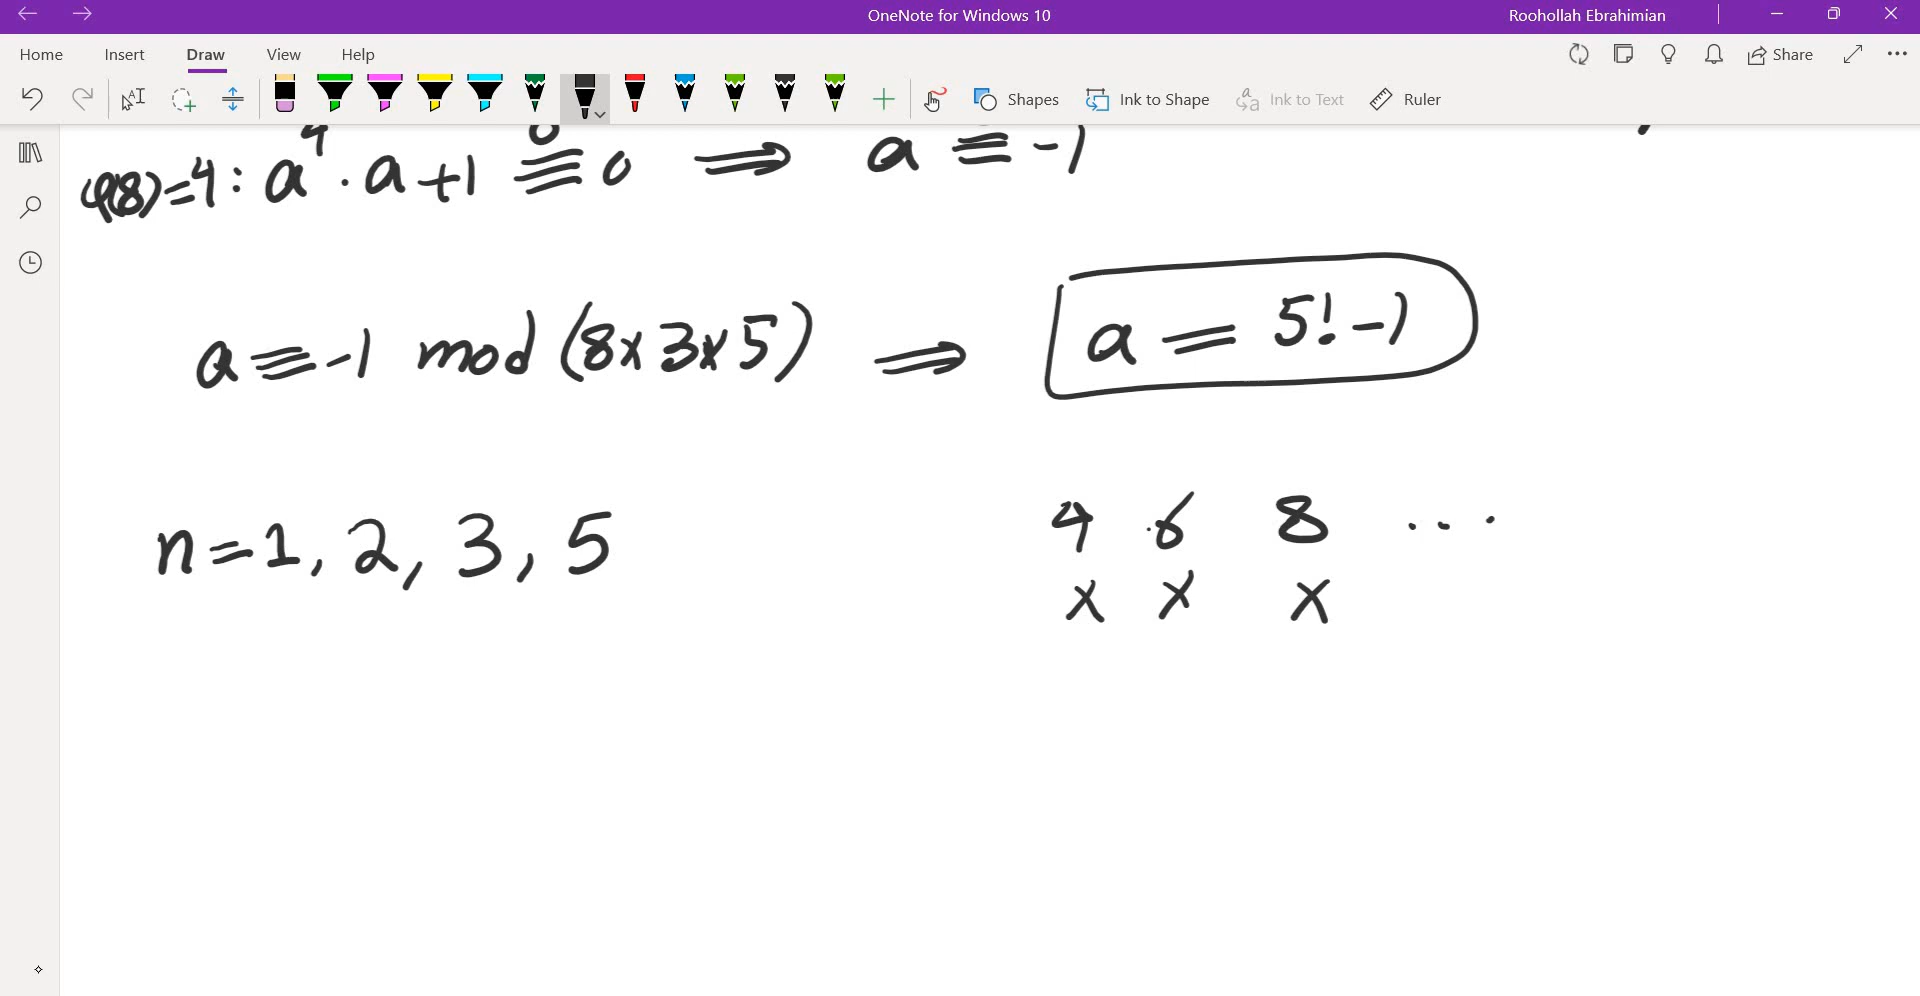 OneNote for Windows 10 Roohollah Ebrahimian
Home Insert Draw View Help Share
Shapes Ink to Shape Ink to Text Ruler
φ(8)=4: a⁴·a+1 ≡ 0 ⟹ a ≡ -1
a ≡ -1 mod (8×3×5) ⟹ a = 5!-1
n=1, 2, 3, 5 4 6 8 ...
x x x